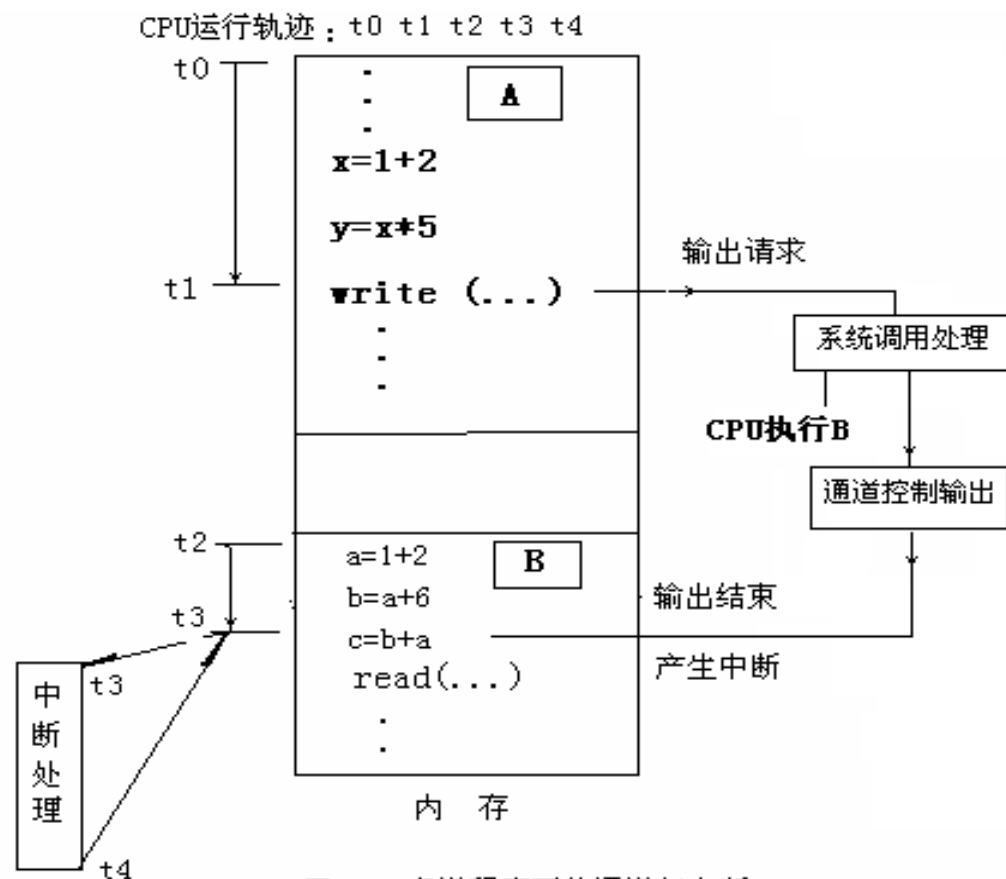 CPU运行轨迹：t0 t1 t2 t3 t4
t0
A
x=1+2
y=x*5
t1
write (...)
输出请求
系统调用处理
CPU执行B
通道控制输出
t2
a=1+2
B
b=a+6
输出结束
t3
c=b+a
产生中断
read(...)
t3
中断处理
t4
内 存